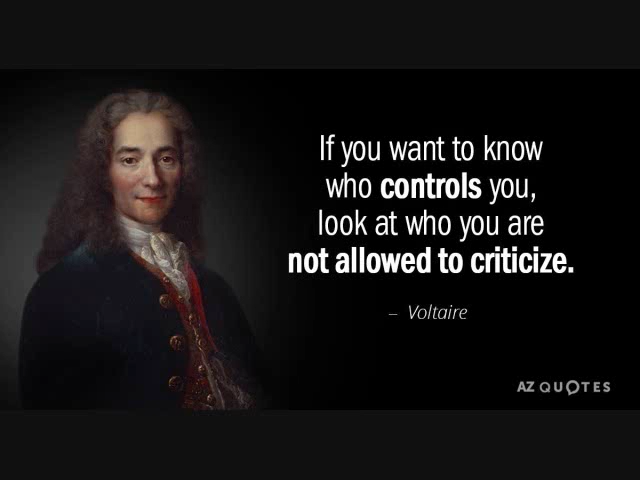 If you want to know
who controls you,
look at who you are
not allowed to criticize.
– Voltaire
AZ QUOTES